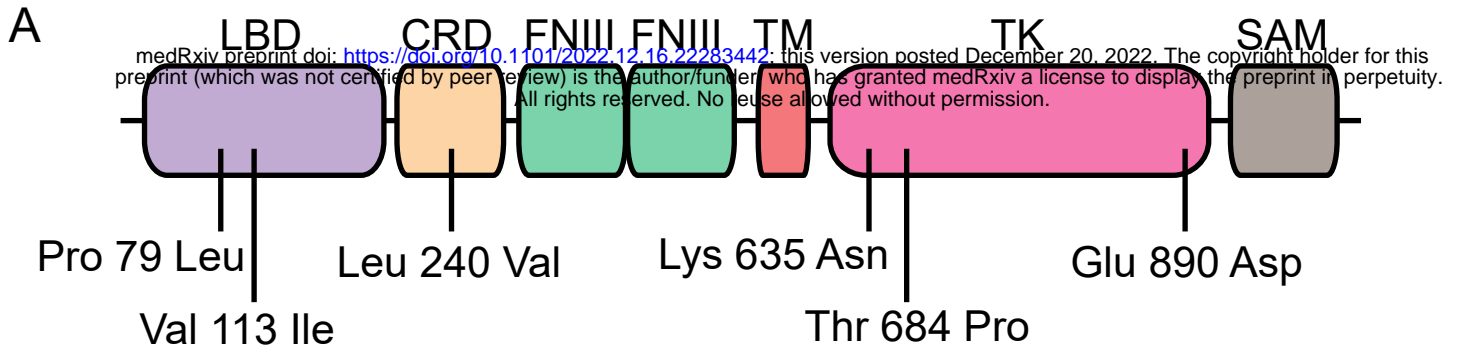 A
LBD CRD FNIII FNIII TM TK SAM
medRxiv preprint doi: https://doi.org/10.1101/2022.12.16.22283442; this version posted December 20, 2022. The copyright holder for this
preprint (which was not certified by peer review) is the author/funder, who has granted medRxiv a license to display the preprint in perpetuity.
All rights reserved. No reuse allowed without permission.
Pro 79 Leu Leu 240 Val Lys 635 Asn Glu 890 Asp
Val 113 Ile Thr 684 Pro